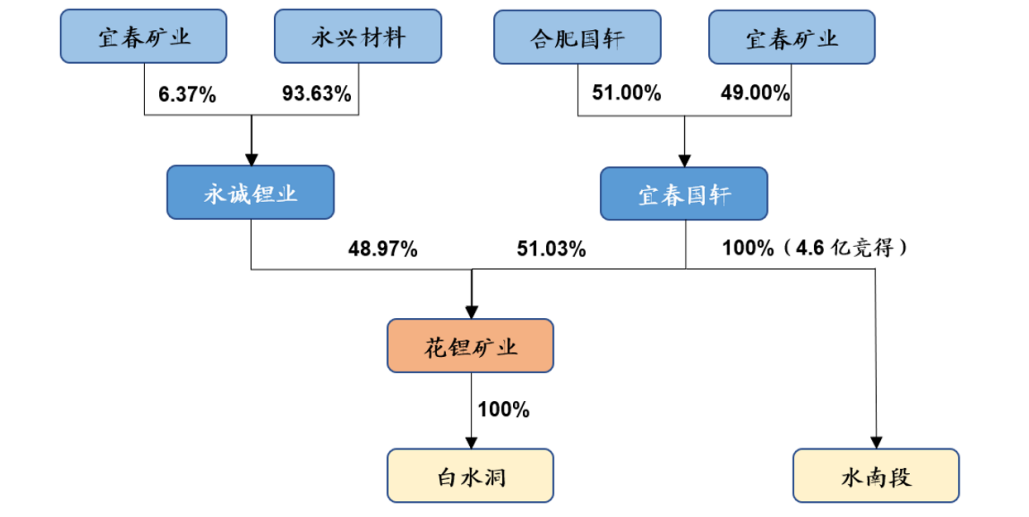 宜春矿业
永兴材料
合肥国轩
宜春矿业
6.37%
93.63%
51.00%
49.00%
永诚钽业
宜春国轩
48.97%
51.03%
100%（4.6 亿竞得）
花钽矿业
100%
白水洞
水南段